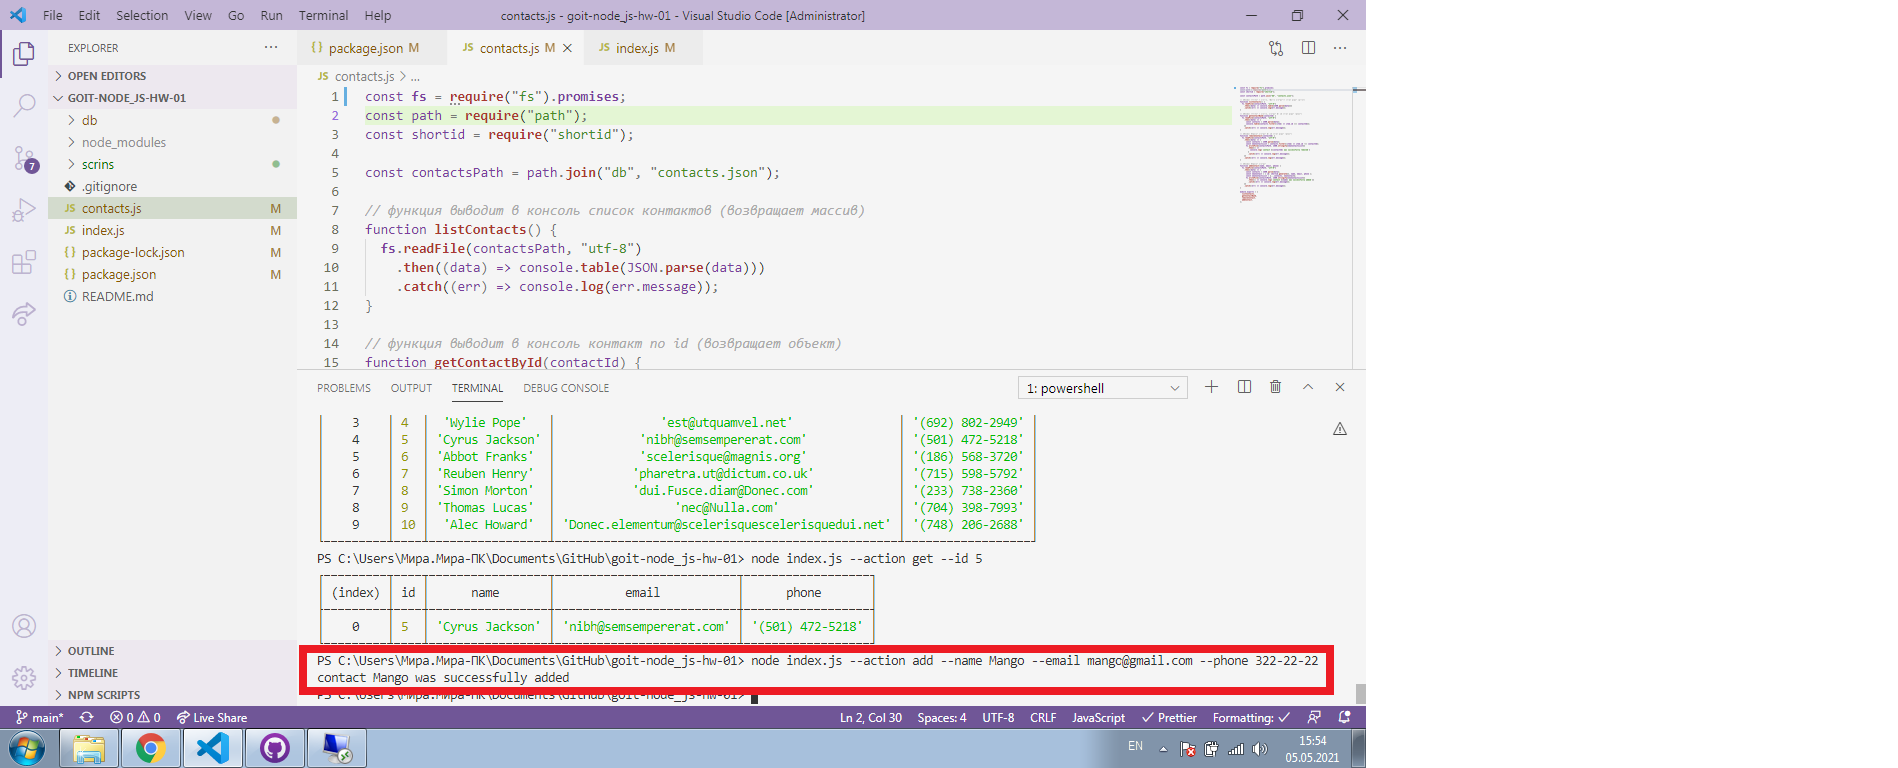 File Edit Selection View Go Run Terminal Help contacts.js - goit-node_js-hw-01 - Visual Studio Code [Administrator]
EXPLORER ...
OPEN EDITORS
GOIT-NODE_JS-HW-01
db
node_modules
scrins
.gitignore
JS contacts.js M
JS index.js M
{} package-lock.json M
{} package.json M
README.md
OUTLINE
TIMELINE
NPM SCRIPTS
7
{} package.json M JS contacts.js M JS index.js M
JS contacts.js > ...
1 const fs = require("fs").promises;
2 const path = require("path");
3 const shortid = require("shortid");
4
5 const contactsPath = path.join("db", "contacts.json");
6
7 // функция выводит в консоль список контактов (возвращает массив)
8 function listContacts() {
9 fs.readFile(contactsPath, "utf-8")
10 .then((data) => console.table(JSON.parse(data)))
11 .catch((err) => console.log(err.message));
12 }
13
14 // функция выводит в консоль контакт по id (возвращает объект)
15 function getContactById(contactId) {
PROBLEMS OUTPUT TERMINAL DEBUG CONSOLE 1: powershell
3 4 'Wylie Pope' 'est@utquamvel.net' '(692) 802-2949'
4 5 'Cyrus Jackson' 'nibh@semsempererat.com' '(501) 472-5218'
5 6 'Abbot Franks' 'scelerisque@magnis.org' '(186) 568-3720'
6 7 'Reuben Henry' 'pharetra.ut@dictum.co.uk' '(715) 598-5792'
7 8 'Simon Morton' 'dui.Fusce.diam@Donec.com' '(233) 738-2360'
8 9 'Thomas Lucas' 'nec@Nulla.com' '(704) 398-7993'
9 10 'Alec Howard' 'Donec.elementum@scelerisquescelerisquedui.net' '(748) 206-2688'
PS C:\Users\Мира.Мира-ПК\Documents\GitHub\goit-node_js-hw-01> node index.js --action get --id 5
(index) id name email phone
0 5 'Cyrus Jackson' 'nibh@semsempererat.com' '(501) 472-5218'
PS C:\Users\Мира.Мира-ПК\Documents\GitHub\goit-node_js-hw-01> node index.js --action add --name Mango --email mango@gmail.com --phone 322-22-22
contact Mango was successfully added
PS C:\Users\Мира.Мира-ПК\Documents\GitHub\goit-node_js-hw-01>
main* 0 0 Live Share Ln 2, Col 30 Spaces: 4 UTF-8 CRLF JavaScript Prettier Formatting:
EN 15:54
05.05.2021